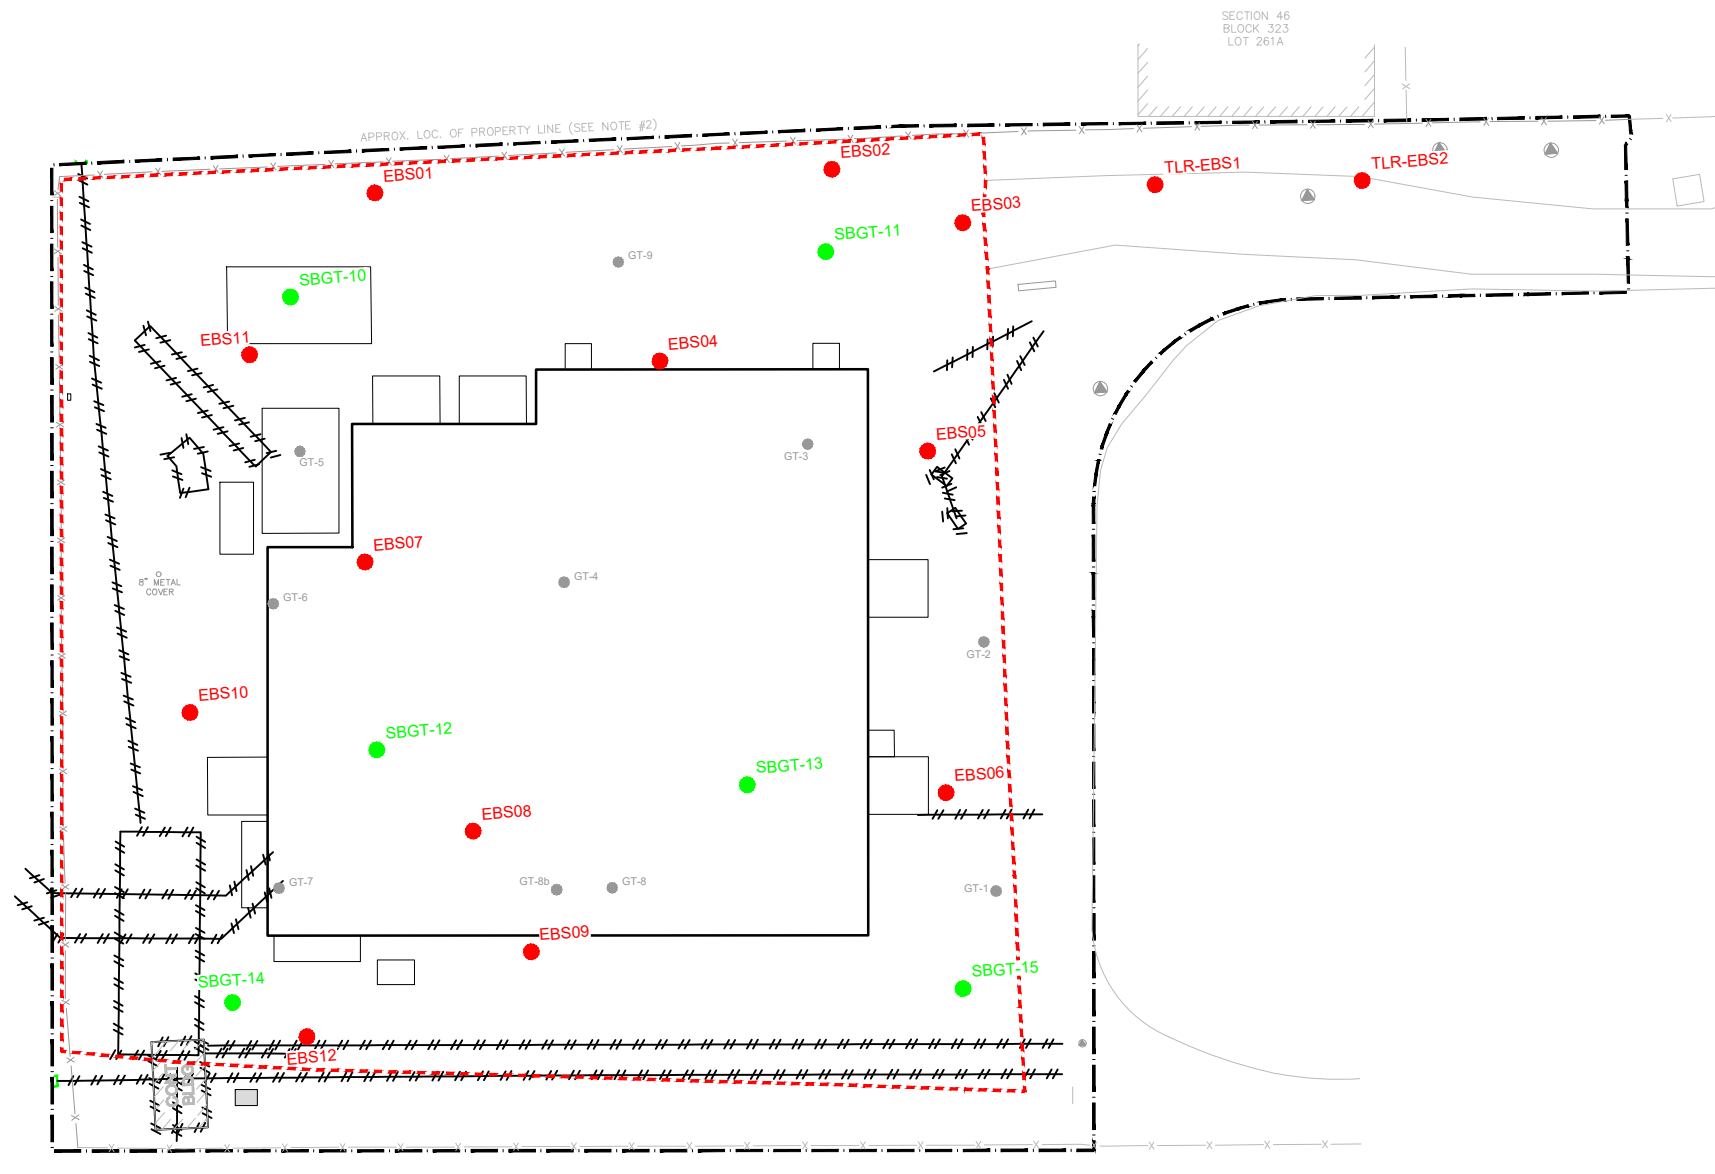 SECTION 46
BLOCK 323
LOT 261A
APPROX. LOC. OF PROPERTY LINE (SEE NOTE #2)
EBS01
EBS02
TLR-EBS1
TLR-EBS2
EBS03
SBGT-11
GT-9
SBGT-10
EBS11
EBS04
EBS05
GT-5
GT-3
EBS07
GT-4
8" METAL
COVER
GT-6
GT-2
EBS10
SBGT-12
SBGT-13
EBS06
EBS08
GT-7
GT-8b
GT-8
GT-1
EBS09
SBGT-14
SBGT-15
EBS12
CONT
BLDG